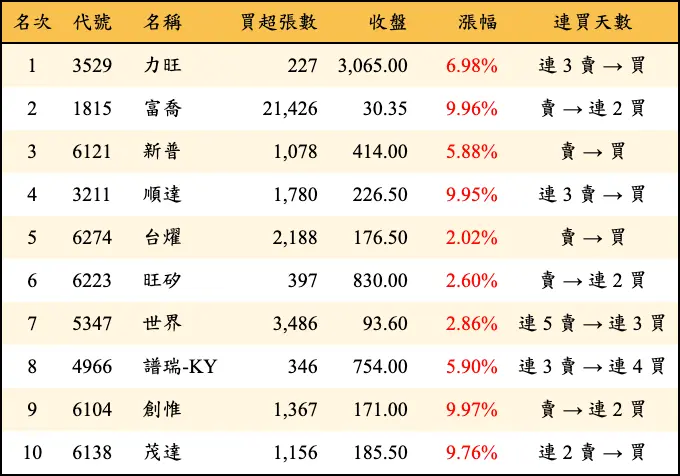 名次 代號 名稱 買超張數 收盤 漲幅 連買天數
1 3529 力旺 227 3,065.00 6.98% 連 3 賣 → 買
2 1815 富喬 21,426 30.35 9.96% 賣 → 連 2 買
3 6121 新普 1,078 414.00 5.88% 賣 → 買
4 3211 順達 1,780 226.50 9.95% 連 3 賣 → 買
5 6274 台燿 2,188 176.50 2.02% 賣 → 買
6 6223 旺矽 397 830.00 2.60% 賣 → 連 2 買
7 5347 世界 3,486 93.60 2.86% 連 5 賣 → 連 3 買
8 4966 譜瑞-KY 346 754.00 5.90% 連 3 賣 → 連 4 買
9 6104 創惟 1,367 171.00 9.97% 賣 → 連 2 買
10 6138 茂達 1,156 185.50 9.76% 連 2 賣 → 買